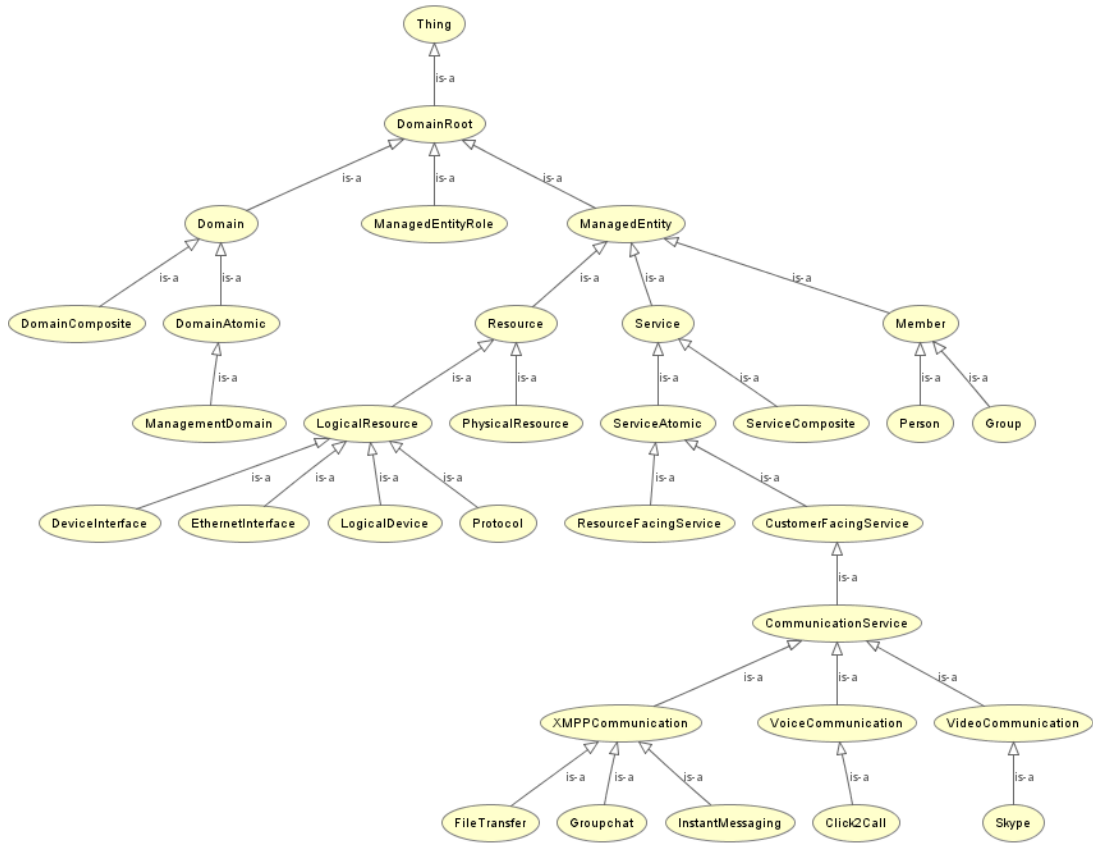 Thing
is-a
DomainRoot
is-a
is-a
is-a
Domain
ManagedEntityRole
ManagedEntity
is-a
is-a
is-a
is-a
is-a
DomainComposite
DomainAtomic
Resource
Service
Member
is-a
is-a
is-a
is-a
is-a
is-a
is-a
ManagementDomain
LogicalResource
PhysicalResource
ServiceAtomic
ServiceComposite
Person
Group
is-a
is-a
is-a
is-a
is-a
is-a
DeviceInterface
EthernetInterface
LogicalDevice
Protocol
ResourceFacingService
CustomerFacingService
is-a
CommunicationService
is-a
is-a
is-a
XMPPCommunication
VoiceCommunication
VideoCommunication
is-a
is-a
is-a
is-a
is-a
FileTransfer
Groupchat
InstantMessaging
Click2Call
Skype